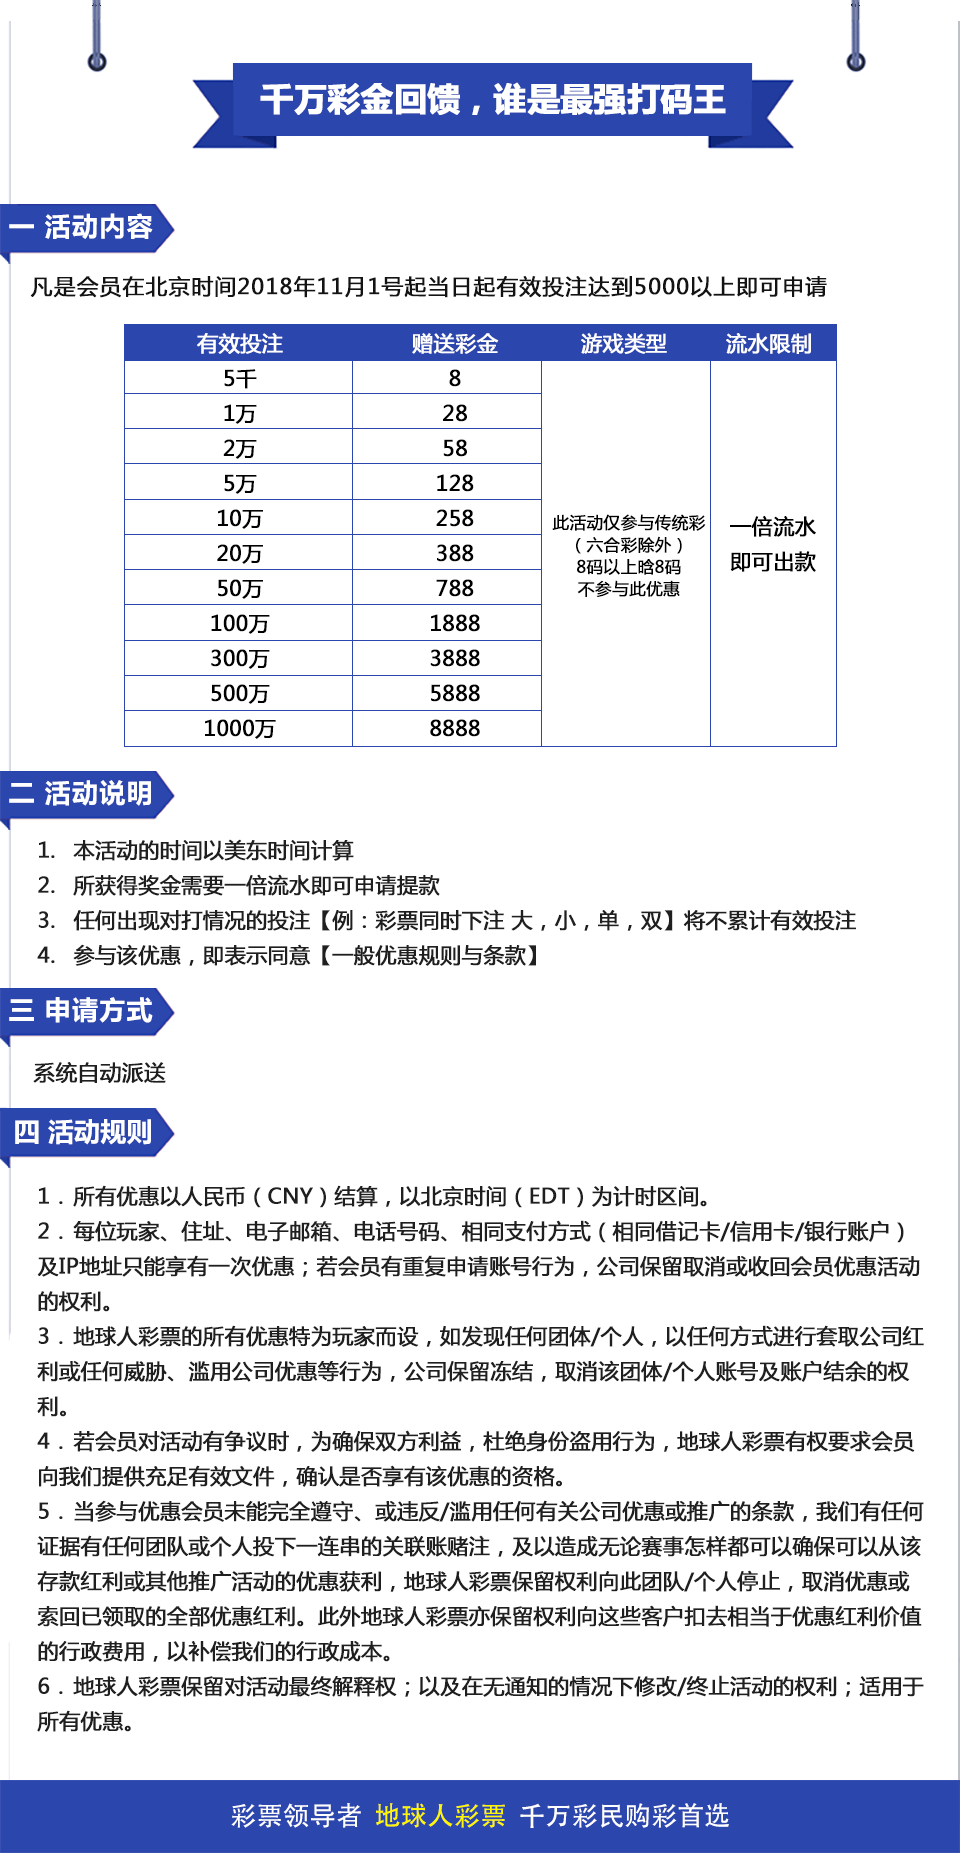 千万彩金回馈，谁是最强打码王
一 活动内容
凡是会员在北京时间2018年11月1号起当日起有效投注达到5000以上即可申请
有效投注 赠送彩金 游戏类型 流水限制
5千 8
1万 28
2万 58
5万 128
10万 258
20万 388
50万 788
100万 1888
300万 3888
500万 5888
1000万 8888
此活动仅参与传统彩
（六合彩除外）
8码以上晗8码
不参与此优惠
一倍流水
即可出款
二 活动说明
1. 本活动的时间以美东时间计算
2. 所获得奖金需要一倍流水即可申请提款
3. 任何出现对打情况的投注【例：彩票同时下注 大，小，单，双】将不累计有效投注
4. 参与该优惠，即表示同意【一般优惠规则与条款】
三 申请方式
系统自动派送
四 活动规则
1．所有优惠以人民币（CNY）结算，以北京时间（EDT）为计时区间。
2．每位玩家、住址、电子邮箱、电话号码、相同支付方式（相同借记卡/信用卡/银行账户）
及IP地址只能享有一次优惠；若会员有重复申请账号行为，公司保留取消或收回会员优惠活动
的权利。
3．地球人彩票的所有优惠特为玩家而设，如发现任何团体/个人，以任何方式进行套取公司红
利或任何威胁、滥用公司优惠等行为，公司保留冻结，取消该团体/个人账号及账户结余的权
利。
4．若会员对活动有争议时，为确保双方利益，杜绝身份盗用行为，地球人彩票有权要求会员
向我们提供充足有效文件，确认是否享有该优惠的资格。
5．当参与优惠会员未能完全遵守、或违反/滥用任何有关公司优惠或推广的条款，我们有任何
证据有任何团队或个人投下一连串的关联账赌注，及以造成无论赛事怎样都可以确保可以从该
存款红利或其他推广活动的优惠获利，地球人彩票保留权利向此团队/个人停止，取消优惠或
索回已领取的全部优惠红利。此外地球人彩票亦保留权利向这些客户扣去相当于优惠红利价值
的行政费用，以补偿我们的行政成本。
6．地球人彩票保留对活动最终解释权；以及在无通知的情况下修改/终止活动的权利；适用于
所有优惠。
彩票领导者 地球人彩票 千万彩民购彩首选